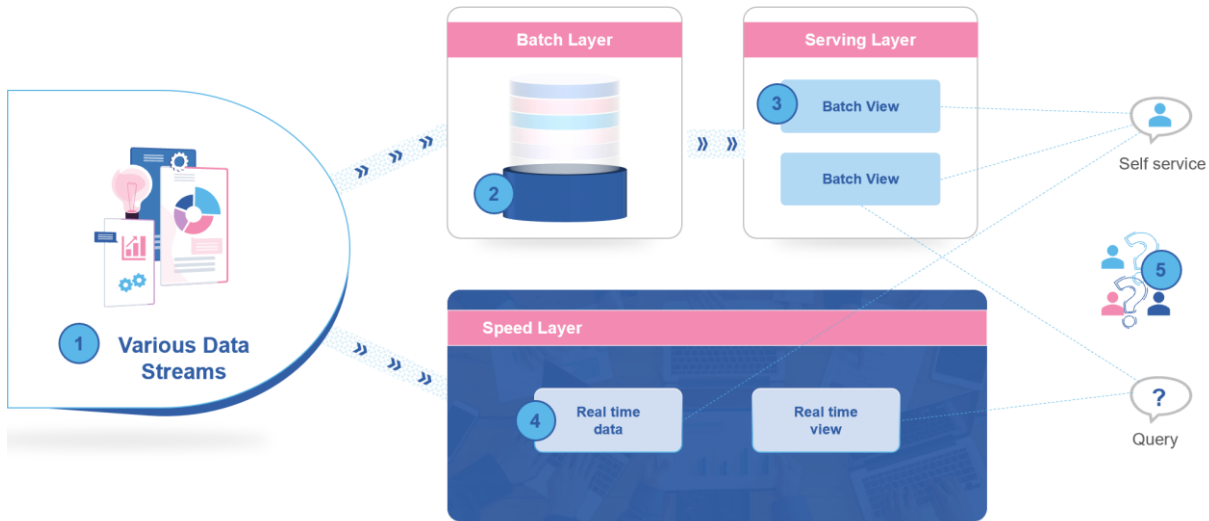 1
Various Data
Streams
Batch Layer
2
Serving Layer
3
Batch View
Batch View
Speed Layer
4
Real time
data
Real time
view
Self service
5
?
Query